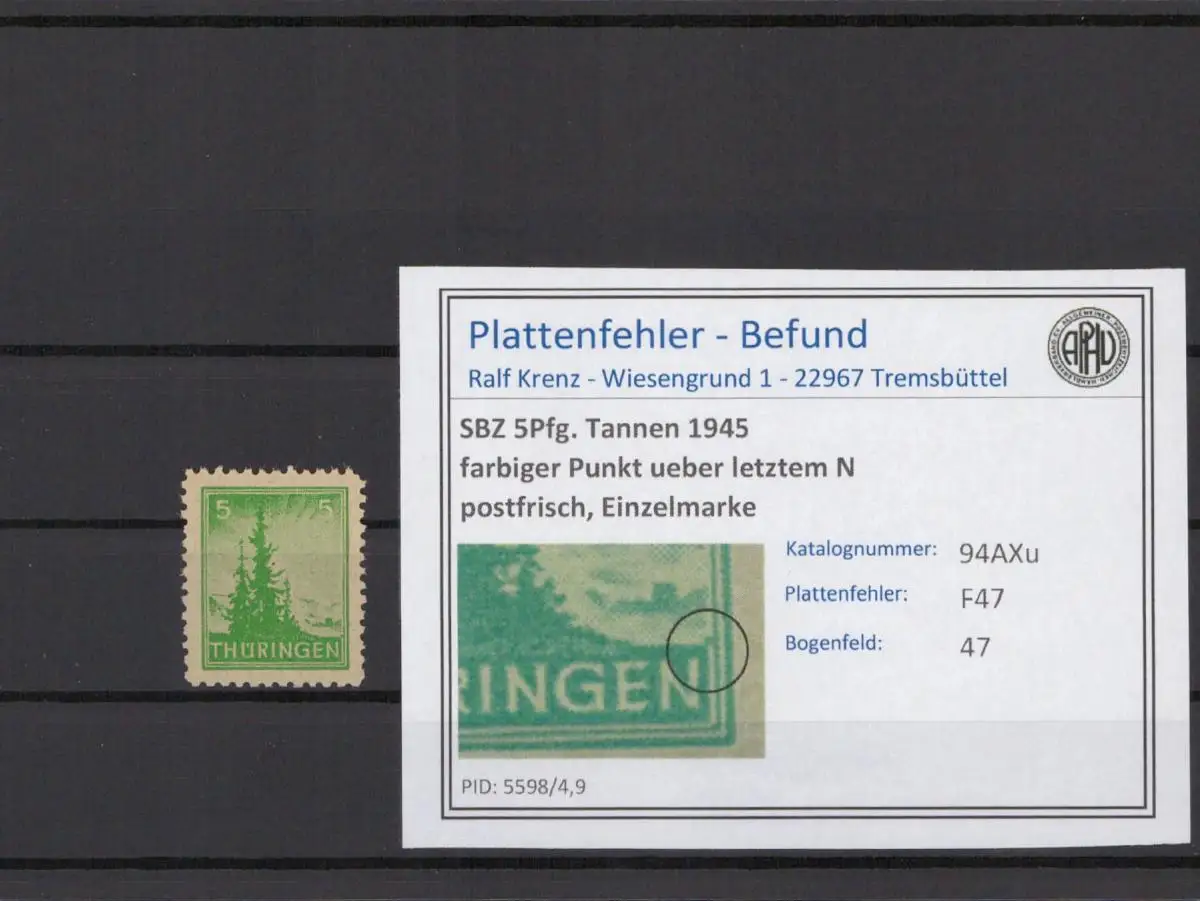 Plattenfehler - Befund
Ralf Krenz - Wiesengrund 1 - 22967 Tremsbüttel
APHV
SBZ 5Pfg. Tannen 1945
farbiger Punkt ueber letztem N
postfrisch, Einzelmarke
5 5
THÜRINGEN
RINGEN
Katalognummer: 94AXu
Plattenfehler: F47
Bogenfeld: 47
PID: 5598/4,9